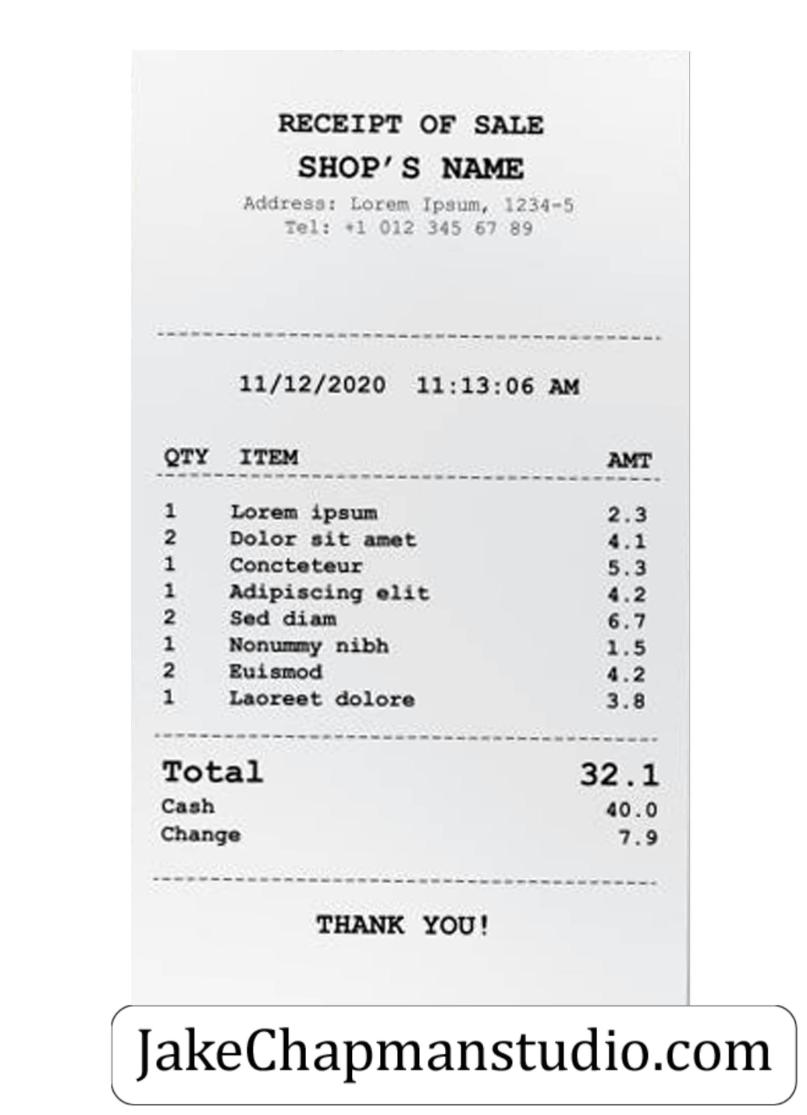 RECEIPT OF SALE
SHOP'S NAME
Address: Lorem Ipsum, 1234-5
Tel: +1 012 345 67 89
11/12/2020 11:13:06 AM
QTY ITEM AMT
1 Lorem ipsum 2.3
2 Dolor sit amet 4.1
1 Concteteur 5.3
1 Adipiscing elit 4.2
2 Sed diam 6.7
1 Nonummy nibh 1.5
2 Euismod 4.2
1 Laoreet dolore 3.8
Total 32.1
Cash 40.0
Change 7.9
THANK YOU!
JakeChapmanstudio.com